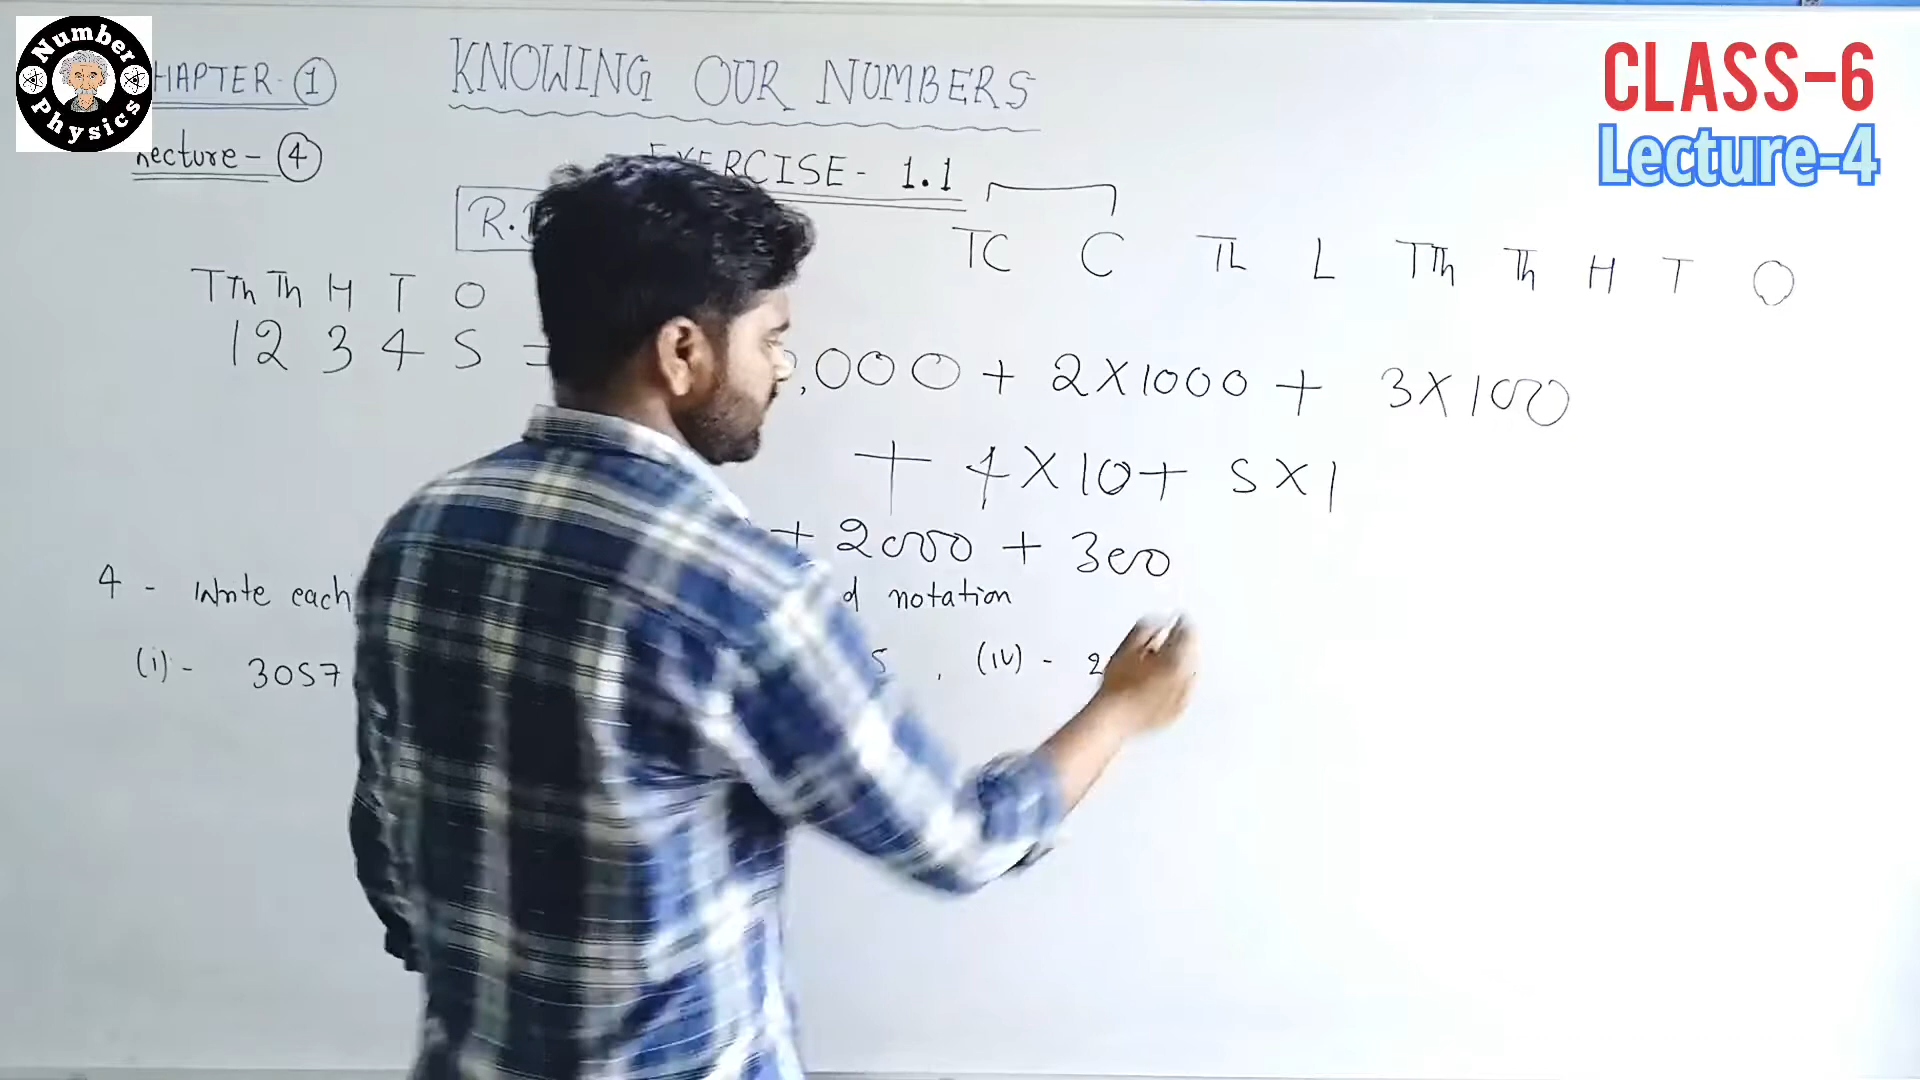 Number Physics
CLASS-6
Lecture-4
HAPTER- 1
KNOWING OUR NUMBERS
Lecture- 4
EXERCISE- 1.1
R.
TC C TL L TTh Th H T O
TTh Th H T O
1 2 3 4 5 = ,000 + 2X1000 + 3X100
+ 4X10 + 5X1
+ 2000 + 300
4 - Write each d notation
(i) - 3057 5 , (iv) - 2